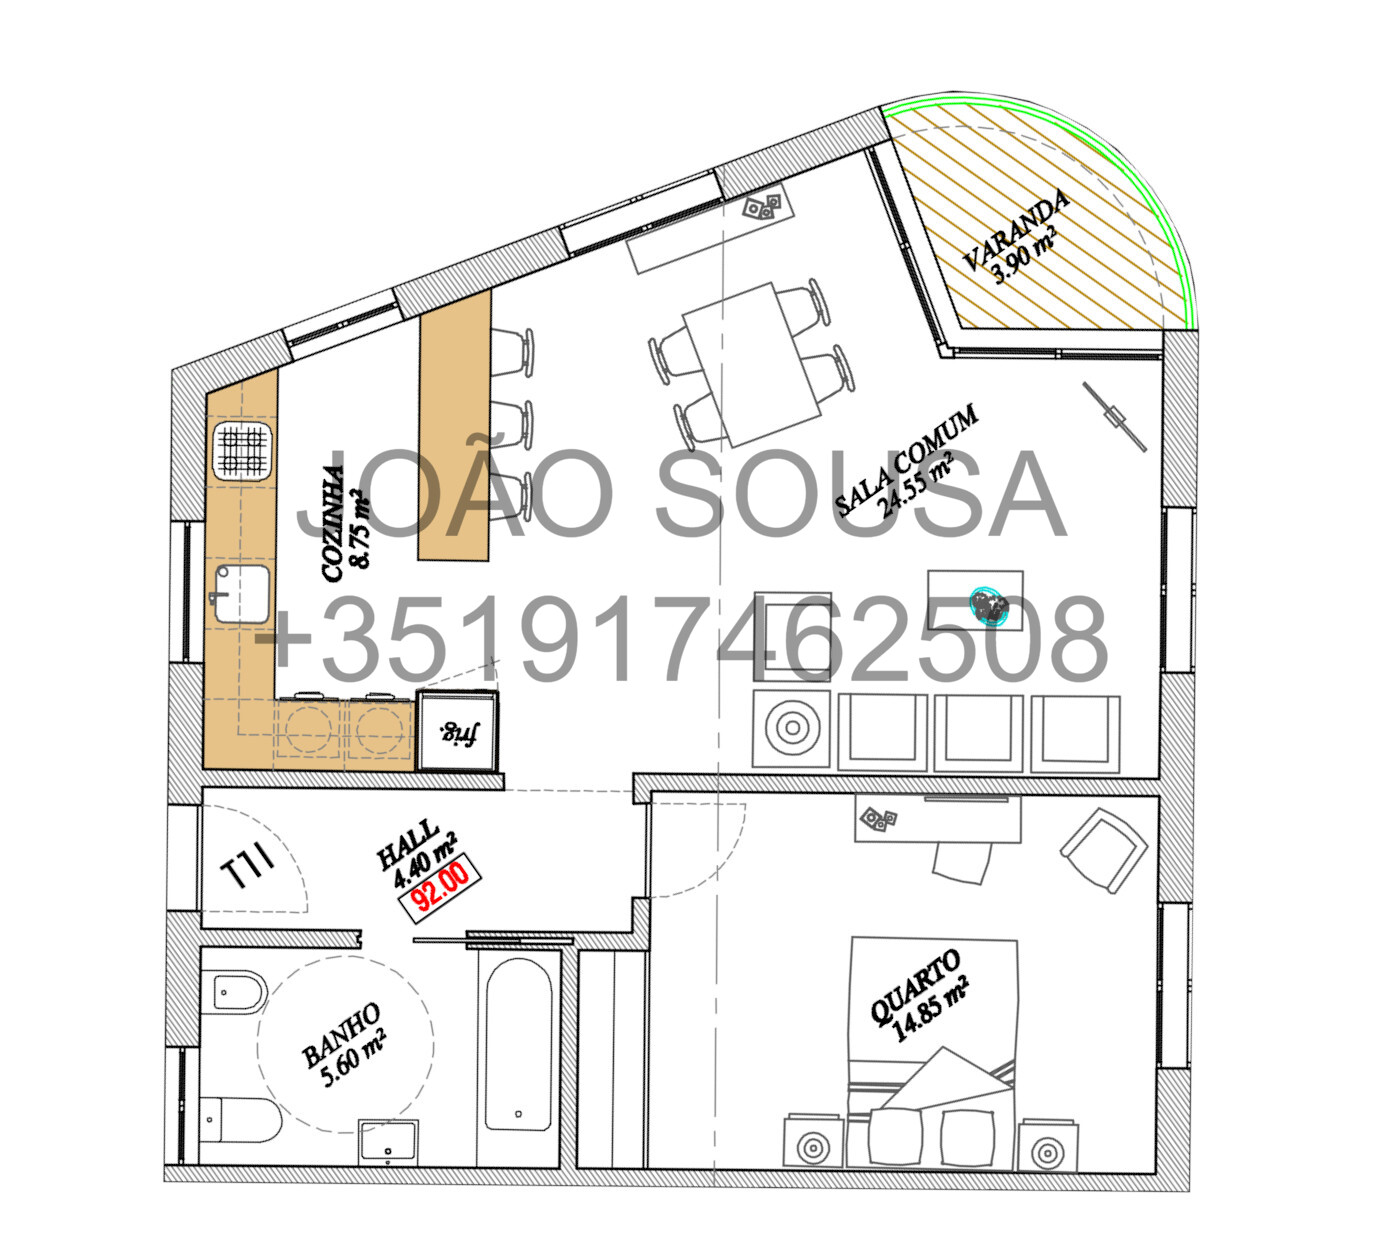 VARANDA
3.90 m²
SALA COMUM
24.55 m²
COZINHA
8.75 m²
JOÃO SOUSA
+351917462508
frig.
HALL
4.40 m²
92.00
QUARTO
14.85 m²
BANHO
5.60 m²